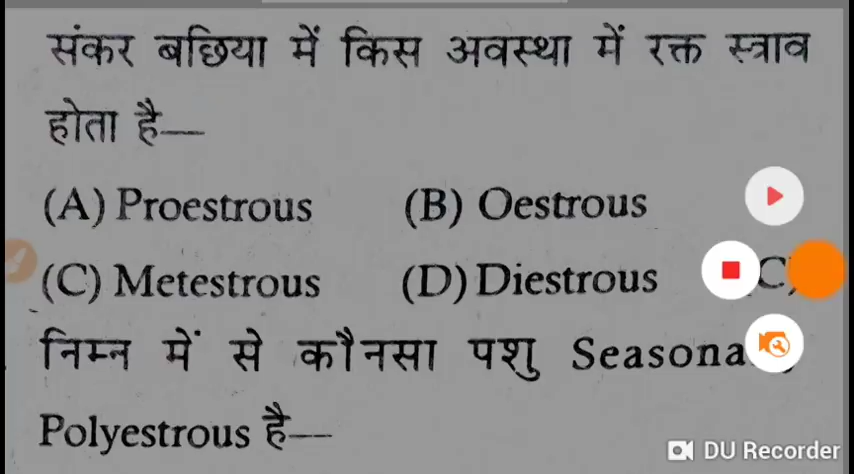 संकर बछिया में किस अवस्था में रक्त स्त्राव
होता है—
(A) Proestrous (B) Oestrous
(C) Metestrous (D) Diestrous C)
निम्न में से कौनसा पशु
Polyestrous है—
DU Recorder